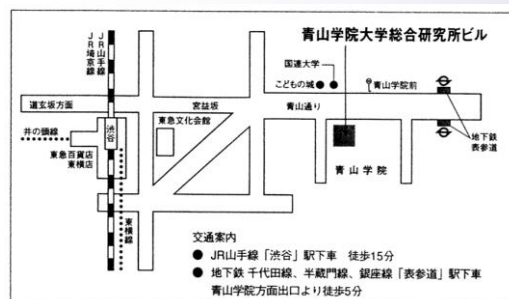 青山学院大学総合研究所ビル
JR山手線
JR埼京線
国連大学
こどもの城
青山学院前
道玄坂方面
宮益坂
青山通り
井の頭線
渋谷
東急文化会館
地下鉄
表参道
東急百貨店
東横店
青山学院
東横線
交通案内
● JR山手線「渋谷」駅下車 徒歩15分
● 地下鉄 千代田線、半蔵門線、銀座線「表参道」駅下車
青山学院方面出口より徒歩5分